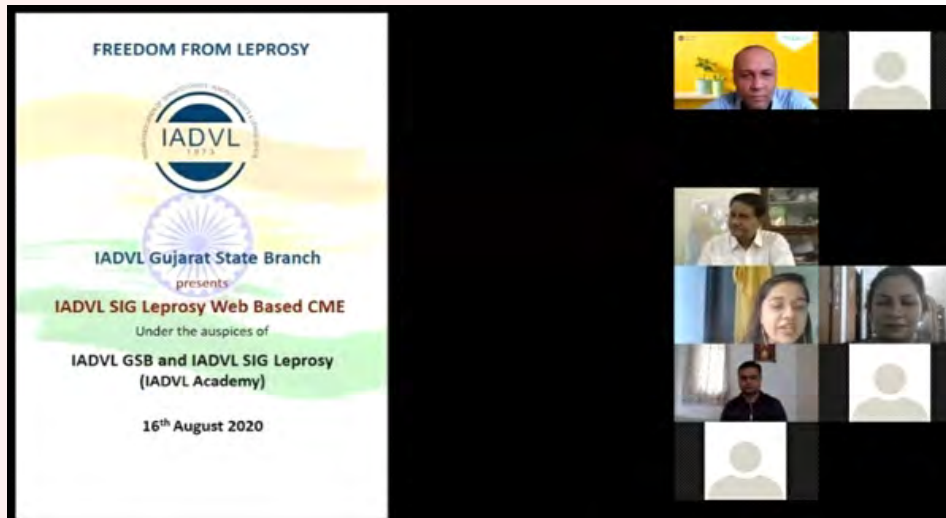 FREEDOM FROM LEPROSY
IADVL
1973
IADVL Gujarat State Branch
presents
IADVL SIG Leprosy Web Based CME
Under the auspices of
IADVL GSB and IADVL SIG Leprosy
(IADVL Academy)
16th August 2020